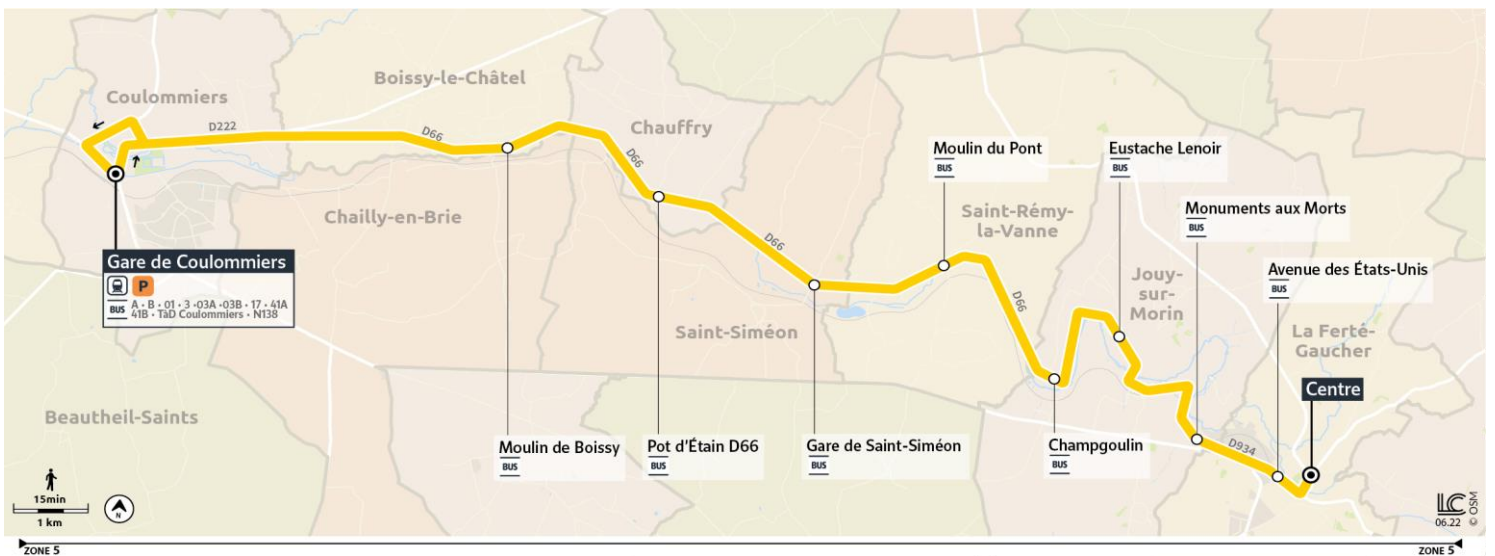 Coulommiers
Boissy-le-Châtel
Chauffry
D222
D66
D66
D66
D66
Chailly-en-Brie
Saint-Siméon
Saint-Rémy-
la-Vanne
Jouy-
sur-
Morin
La Ferté-
Gaucher
Beautheil-Saints
D934
Gare de Coulommiers
P
BUS
A • B • 01 • 3 •03A •03B • 17 • 41A
41B • TàD Coulommiers • N138
Moulin de Boissy
BUS
Pot d'Étain D66
BUS
Gare de Saint-Siméon
BUS
Moulin du Pont
BUS
Champgoulin
BUS
Eustache Lenoir
BUS
Monuments aux Morts
BUS
Avenue des États-Unis
BUS
Centre
15min
1 km
N
LC
06.22
© OSM
ZONE 5
ZONE 5